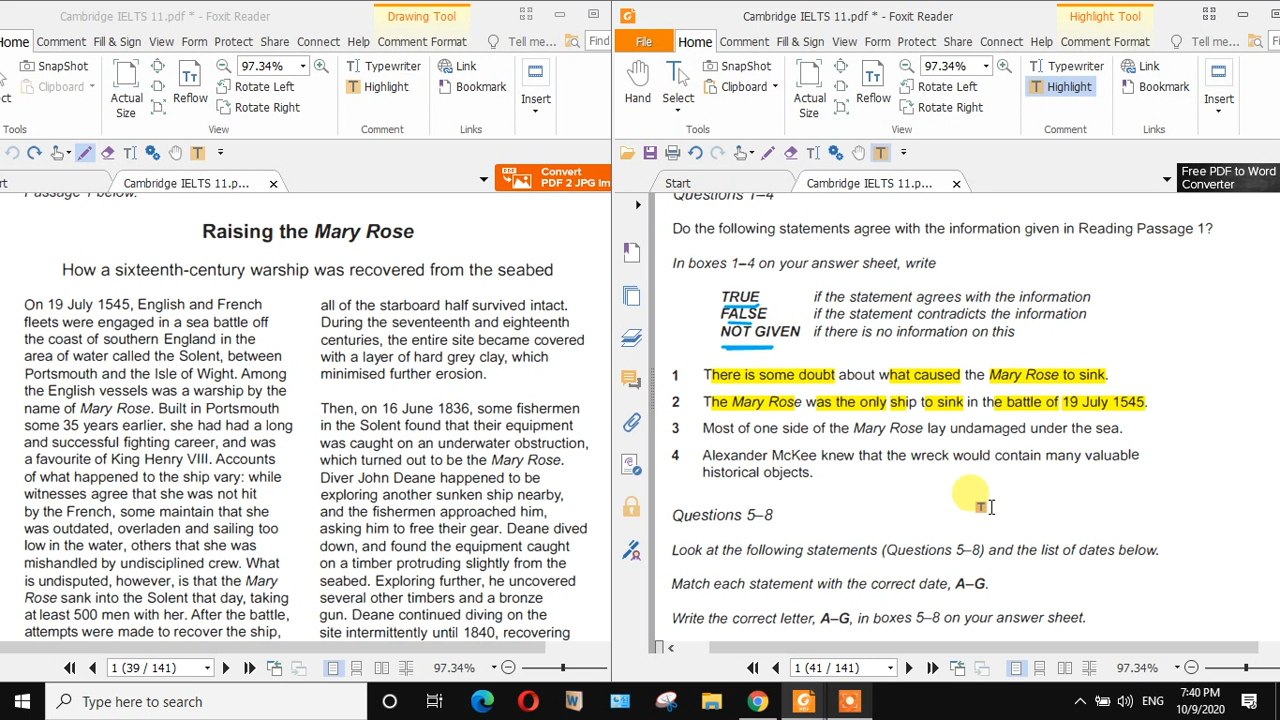 Cambridge IELTS 11.pdf * - Foxit Reader
Drawing Tool
Home
Comment
Fill & Sign
View
Form
Protect
Share
Connect
Help
Comment Format
Tell me...
Find
SnapShot
Clipboard
Actual Size
Reflow
97.34%
Rotate Left
Rotate Right
Typewriter
Highlight
Link
Bookmark
Insert
Tools
View
Comment
Links
Convert
PDF 2 JPG Im
Cambridge IELTS 11.p...
Passage 1 below.
Raising the Mary Rose
How a sixteenth-century warship was recovered from the seabed
On 19 July 1545, English and French
fleets were engaged in a sea battle off
the coast of southern England in the
area of water called the Solent, between
Portsmouth and the Isle of Wight. Among
the English vessels was a warship by the
name of Mary Rose. Built in Portsmouth
some 35 years earlier, she had had a long
and successful fighting career, and was
a favourite of King Henry VIII. Accounts
of what happened to the ship vary: while
witnesses agree that she was not hit
by the French, some maintain that she
was outdated, overladen and sailing too
low in the water, others that she was
mishandled by undisciplined crew. What
is undisputed, however, is that the Mary
Rose sank into the Solent that day, taking
at least 500 men with her. After the battle,
attempts were made to recover the ship,
all of the starboard half survived intact.
During the seventeenth and eighteenth
centuries, the entire site became covered
with a layer of hard grey clay, which
minimised further erosion.
Then, on 16 June 1836, some fishermen
in the Solent found that their equipment
was caught on an underwater obstruction,
which turned out to be the Mary Rose.
Diver John Deane happened to be
exploring another sunken ship nearby,
and the fishermen approached him,
asking him to free their gear. Deane dived
down, and found the equipment caught
on a timber protruding slightly from the
seabed. Exploring further, he uncovered
several other timbers and a bronze
gun. Deane continued diving on the
site intermittently until 1840, recovering
1 (39 / 141)
97.34%
Cambridge IELTS 11.pdf * - Foxit Reader
Highlight Tool
File
Home
Comment
Fill & Sign
View
Form
Protect
Share
Connect
Help
Comment Format
Tell me...
Hand
Select
SnapShot
Clipboard
Actual Size
Reflow
97.34%
Rotate Left
Rotate Right
Typewriter
Highlight
Link
Bookmark
Insert
Tools
View
Comment
Links
Start
Cambridge IELTS 11.p...
Free PDF to Word
Converter
Questions 1–4
Do the following statements agree with the information given in Reading Passage 1?
In boxes 1–4 on your answer sheet, write
TRUE if the statement agrees with the information
FALSE if the statement contradicts the information
NOT GIVEN if there is no information on this
1 There is some doubt about what caused the Mary Rose to sink.
2 The Mary Rose was the only ship to sink in the battle of 19 July 1545.
3 Most of one side of the Mary Rose lay undamaged under the sea.
4 Alexander McKee knew that the wreck would contain many valuable
historical objects.
Questions 5–8
Look at the following statements (Questions 5–8) and the list of dates below.
Match each statement with the correct date, A–G.
Write the correct letter, A–G, in boxes 5–8 on your answer sheet.
1 (41 / 141)
97.34%
Type here to search
ENG
7:40 PM
10/9/2020